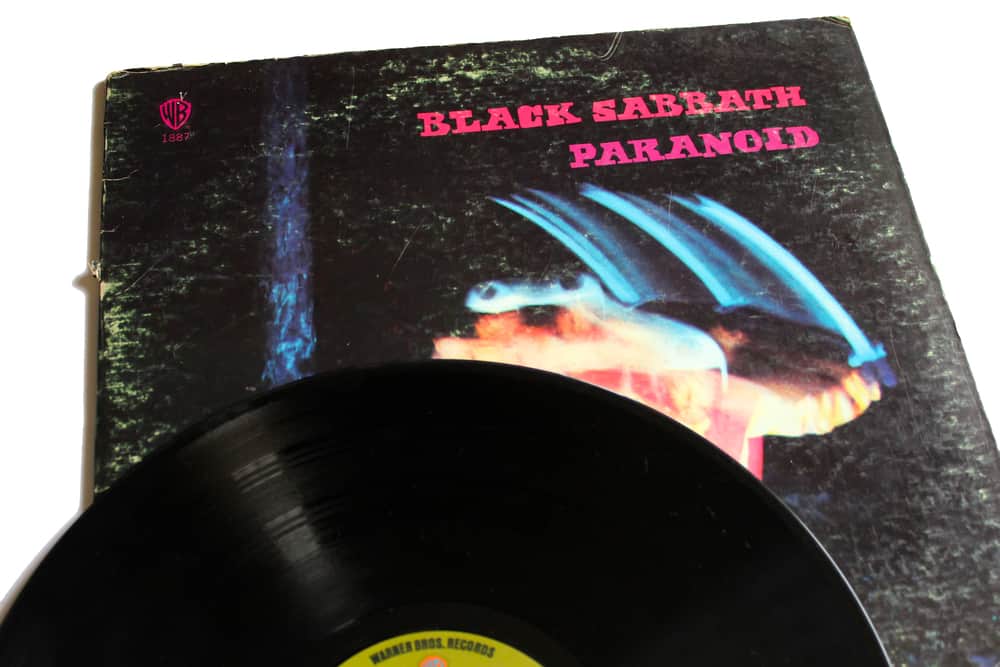 WB
1887
BLACK SABBATH
PARANOID
WARNER BROS. RECORDS